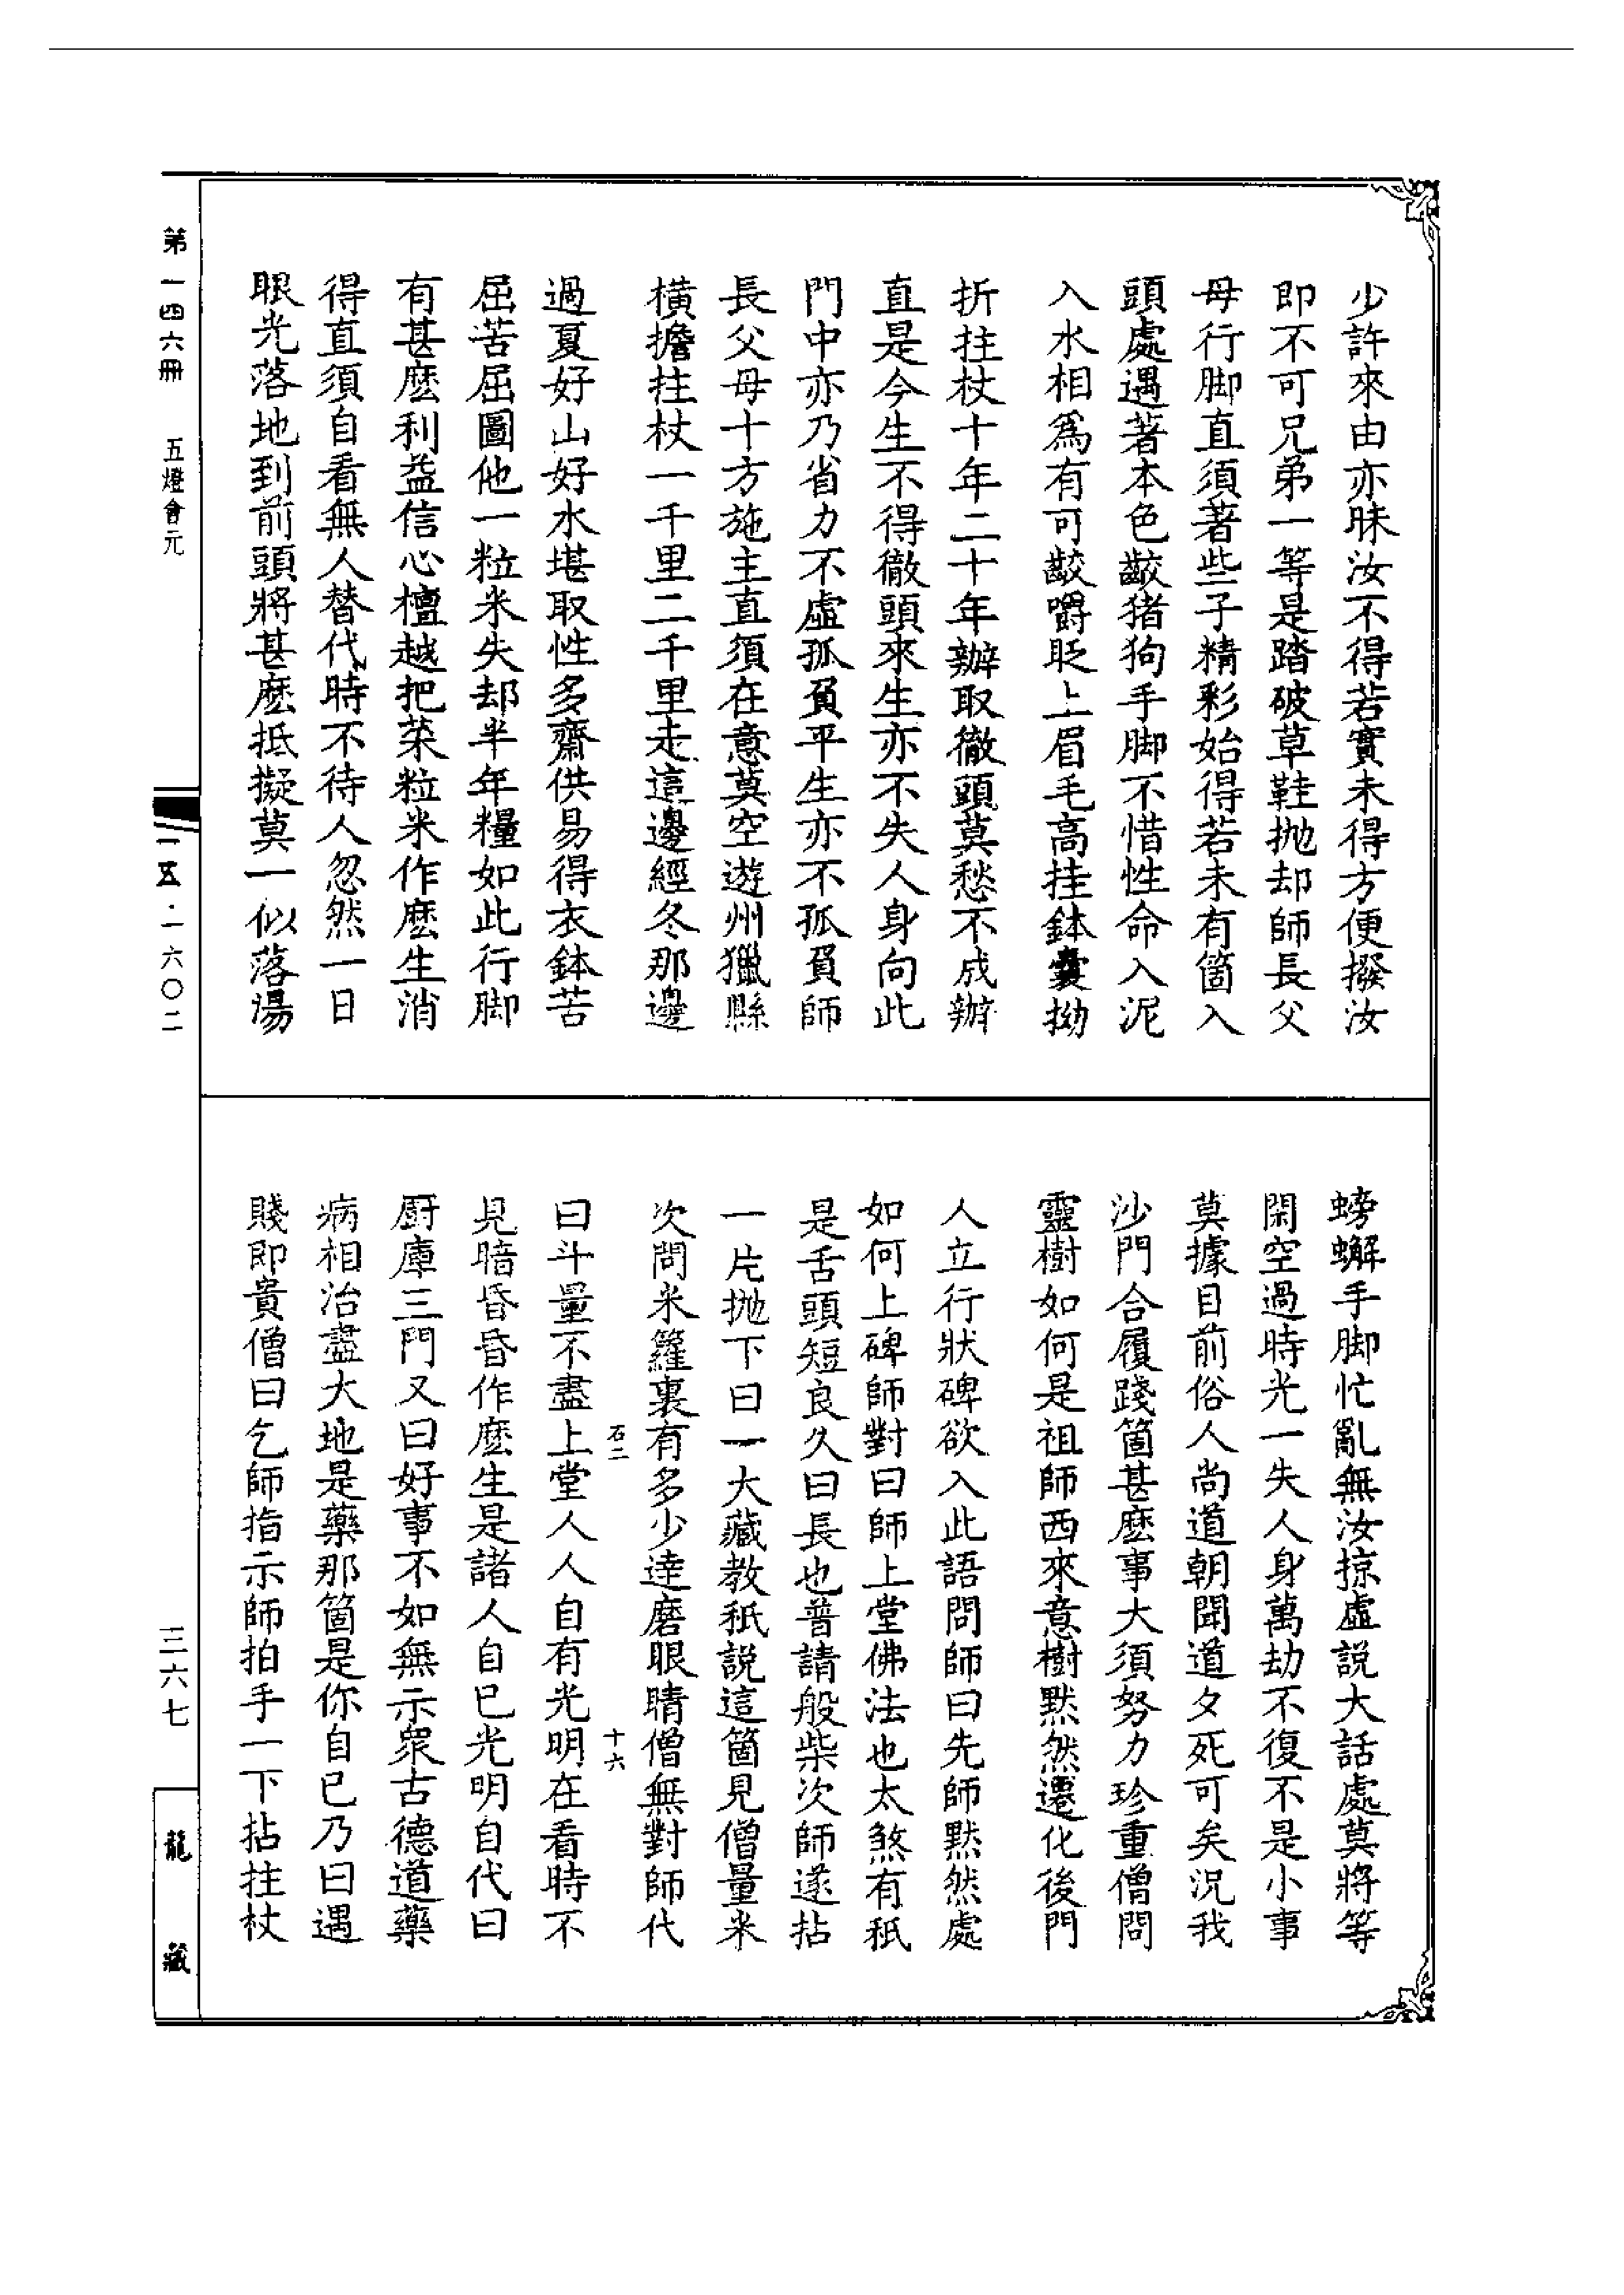 少許來由亦昧汝不得若實未得方便撥汝
即不可兄弟一等是踏破草鞋拋却師長父
母行脚直須著些子精彩始得若未有箇入
頭處遇著本色齩猪狗手脚不惜性命入泥
入水相爲有可齩嚼眨上眉毛高挂鉢囊拗
折拄杖十年二十年辦取徹頭莫愁不成辦
直是今生不得徹頭來生亦不失人身向此
門中亦乃省力不虛孤負平生亦不孤負師
長父母十方施主直須在意莫空遊州獵縣
橫擔拄杖一千里二千里走這邊經冬那邊
過夏好山好水堪取性多齋供易得衣鉢苦
屈苦屈圖他一粒米失却半年糧如此行脚
有甚麽利益信心檀越把菜粒米作麽生消
得直須自看無人替代時不待人忽然一日
眼光落地到前頭將甚麽抵擬莫一似落湯
螃蠏手脚忙亂無汝掠虛說大話處莫將等
閑空過時光一失人身萬劫不復不是小事
莫據目前俗人尚道朝聞道夕死可矣況我
沙門合履踐箇甚麽事大須努力珍重僧問
靈樹如何是祖師西來意樹默然遷化後門
人立行狀碑欲入此語問師曰先師默然處
如何上碑師對曰師上堂佛法也太煞有秖
是舌頭短良久曰長也普請般柴次師遂拈
一片拋下曰一大藏教秖說這箇見僧量米
次問米籮裏有多少達磨眼睛僧無對師代
石二 十六
曰斗量不盡上堂人人自有光明在看時不
見暗昏昏作麽生是諸人自已光明自代曰
厨庫三門又曰好事不如無示衆古德道藥
病相治盡大地是藥那箇是你自已乃曰遇
賤即貴僧曰乞師指示師拍手一下拈拄杖
第一四六冊 五燈會元
一五·一六〇二
三六七
龍藏